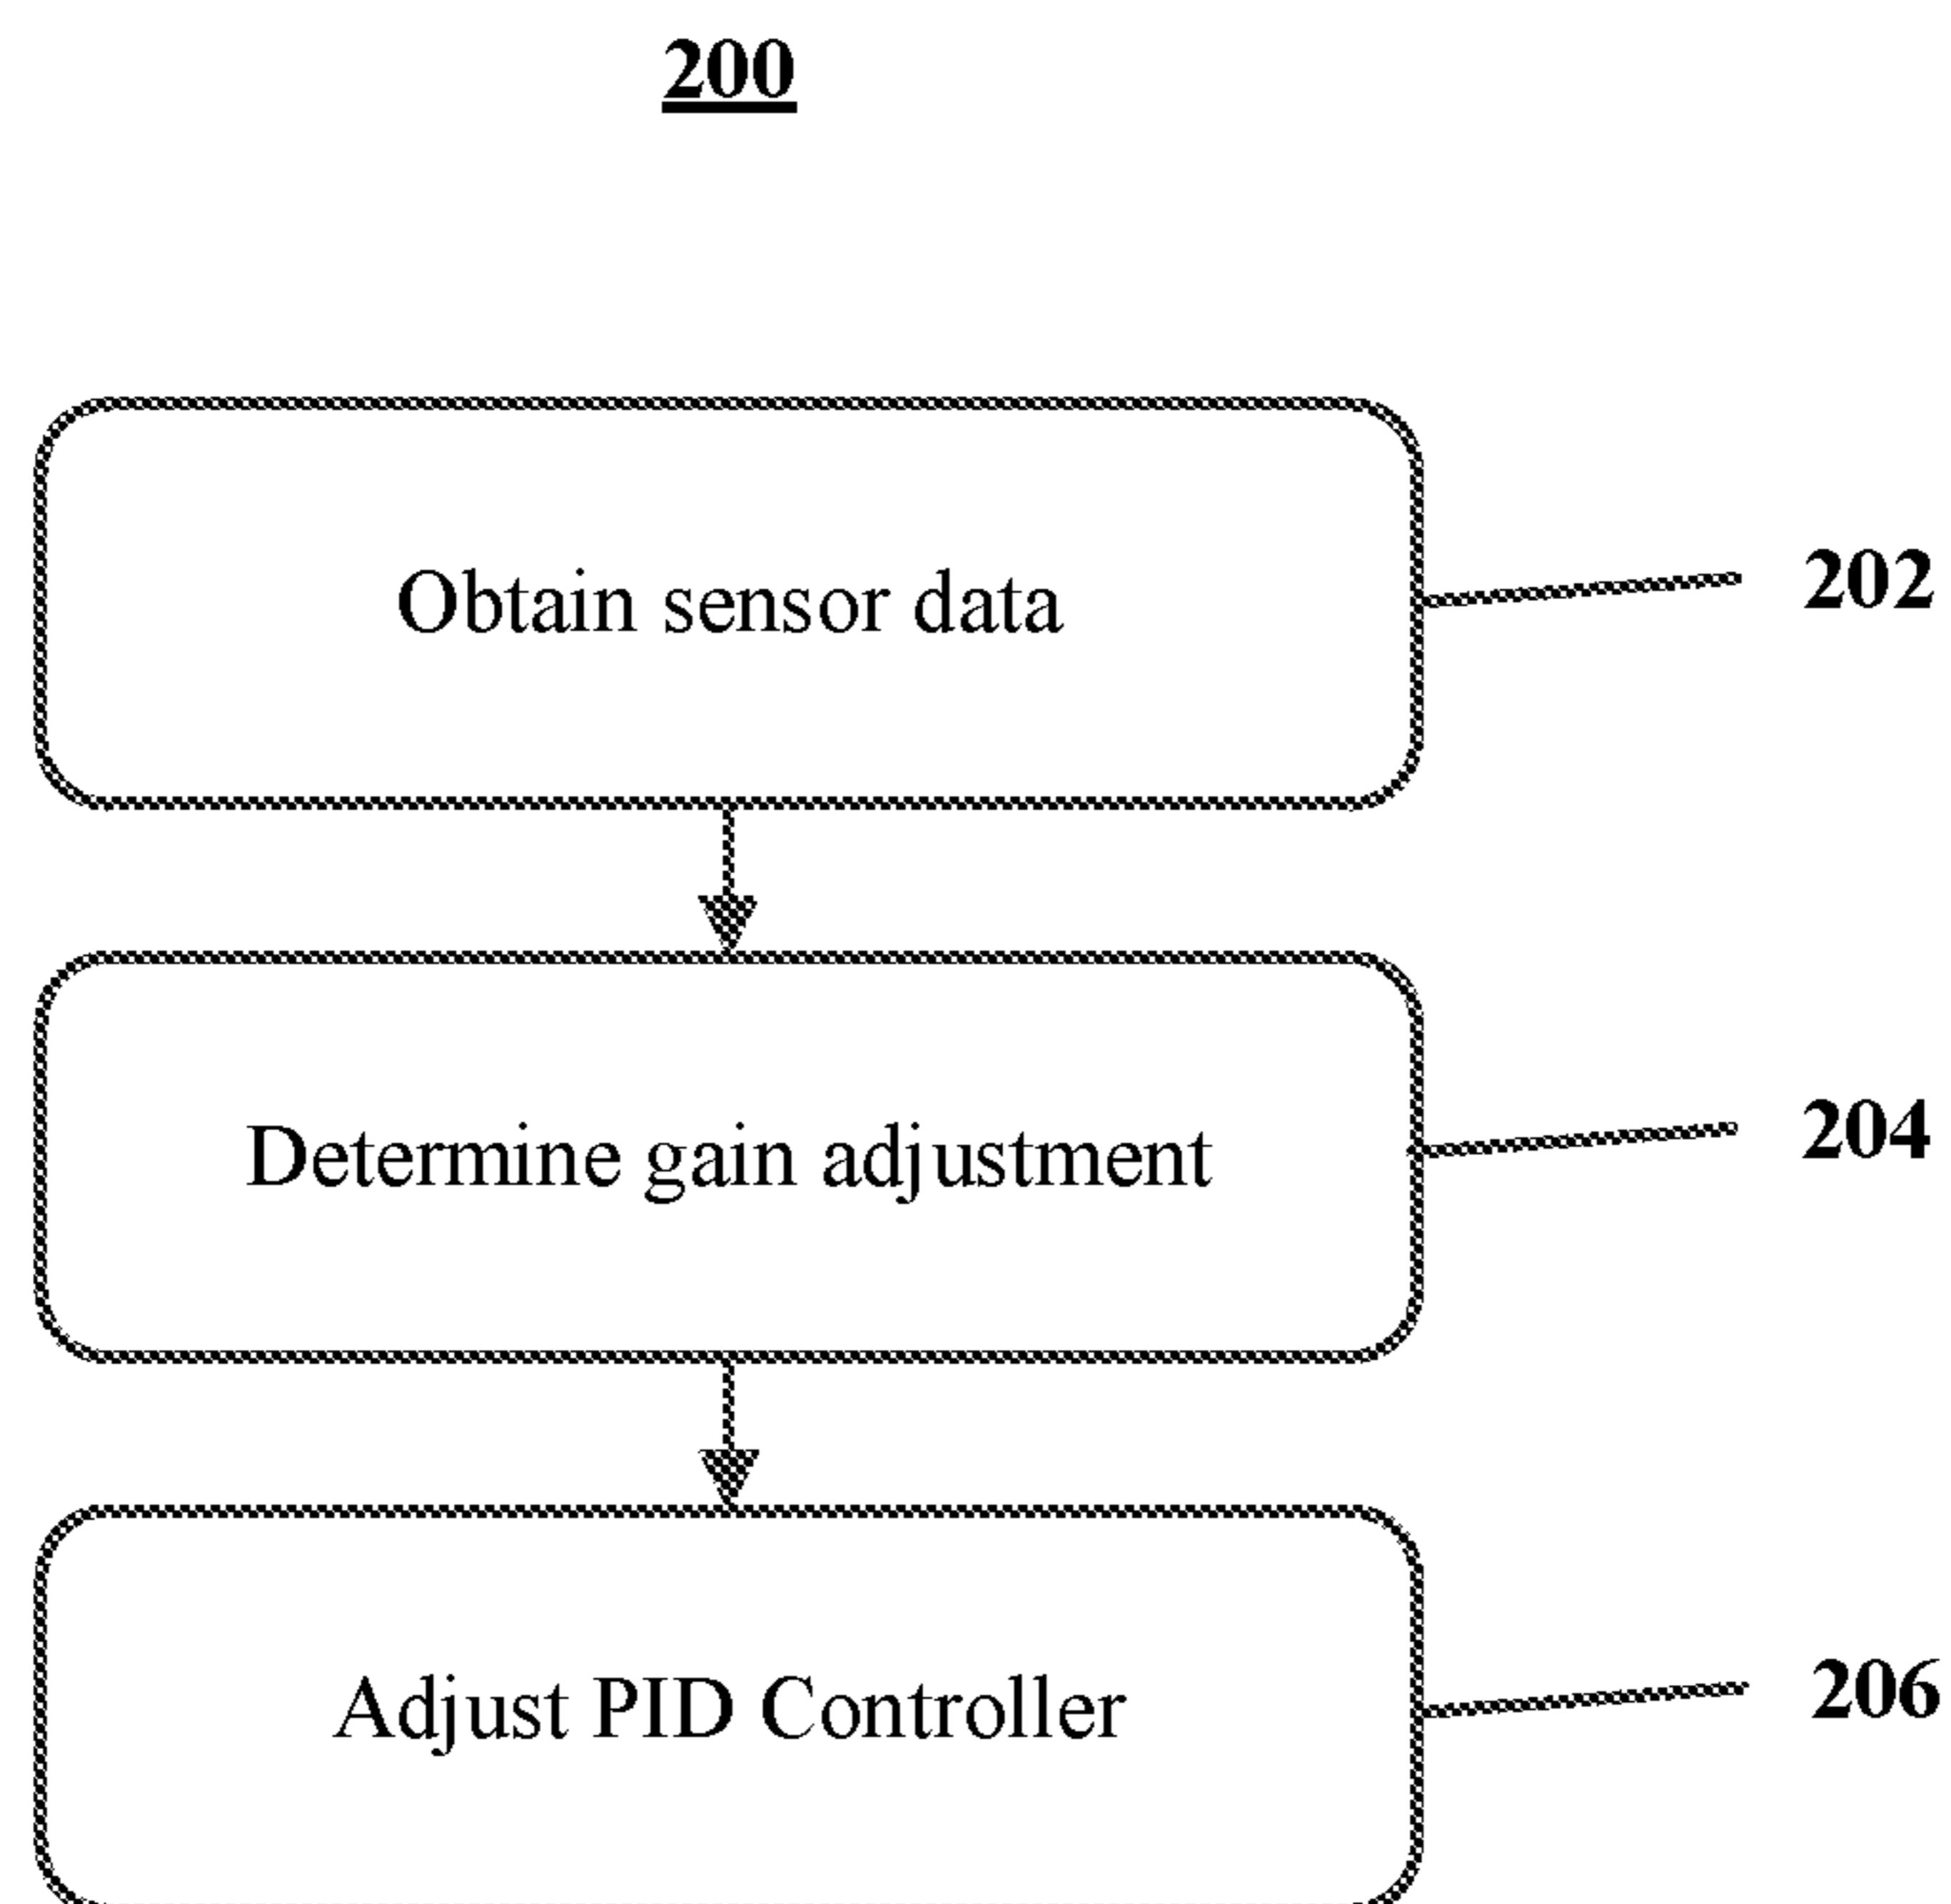 200
Obtain sensor data
202
Determine gain adjustment
204
Adjust PID Controller
206